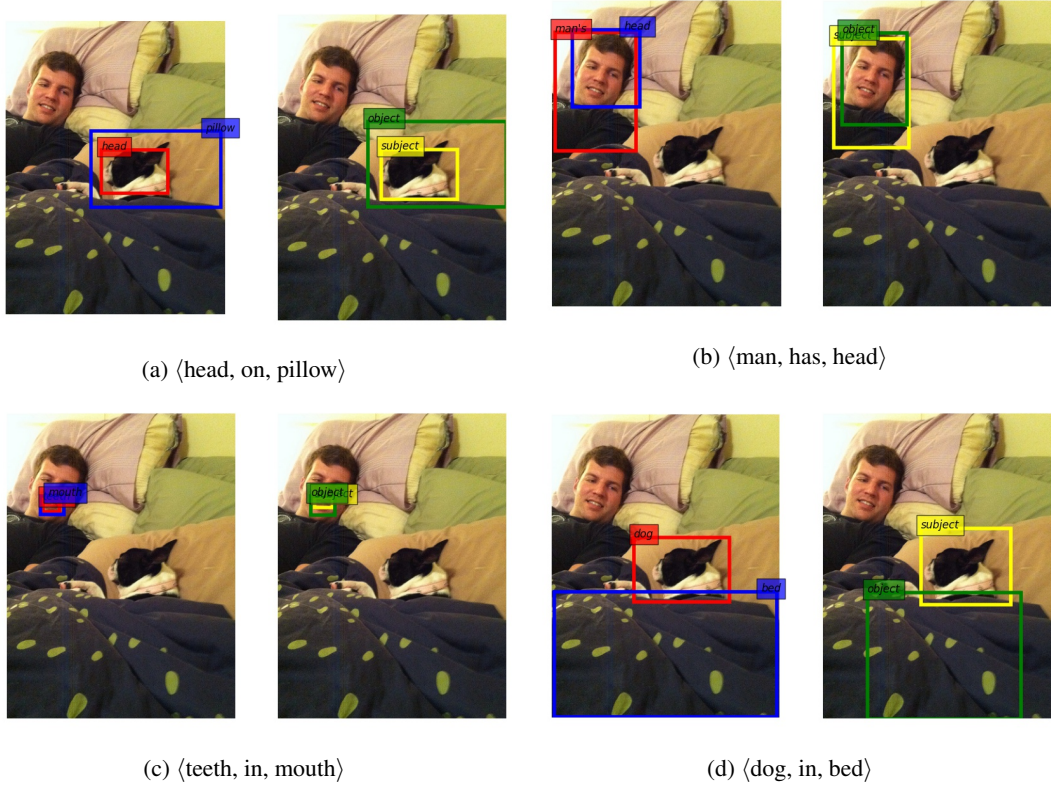 pillow
head
object
subject
(a) ⟨head, on, pillow⟩
man's
head
object
(b) ⟨man, has, head⟩
mouth
object
(c) ⟨teeth, in, mouth⟩
dog
bed
subject
object
(d) ⟨dog, in, bed⟩